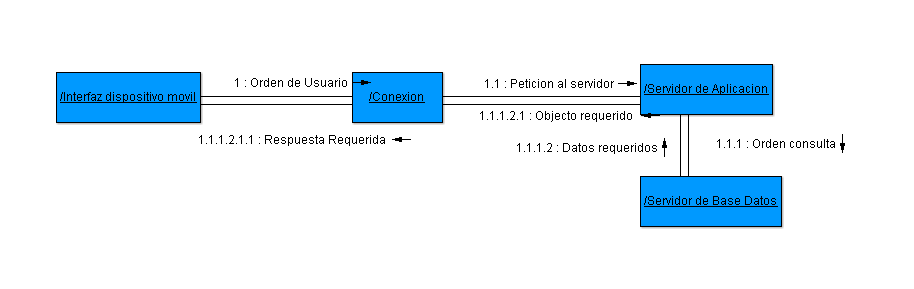 1 : Orden de Usuario
1.1 : Peticion al servidor
/Interfaz dispositivo movil
/Conexion
/Servidor de Aplicacion
1.1.1.2.1 : Objecto requerido
1.1.1.2.1.1 : Respuesta Requerida
1.1.1.2 : Datos requeridos
1.1.1 : Orden consulta
/Servidor de Base Datos